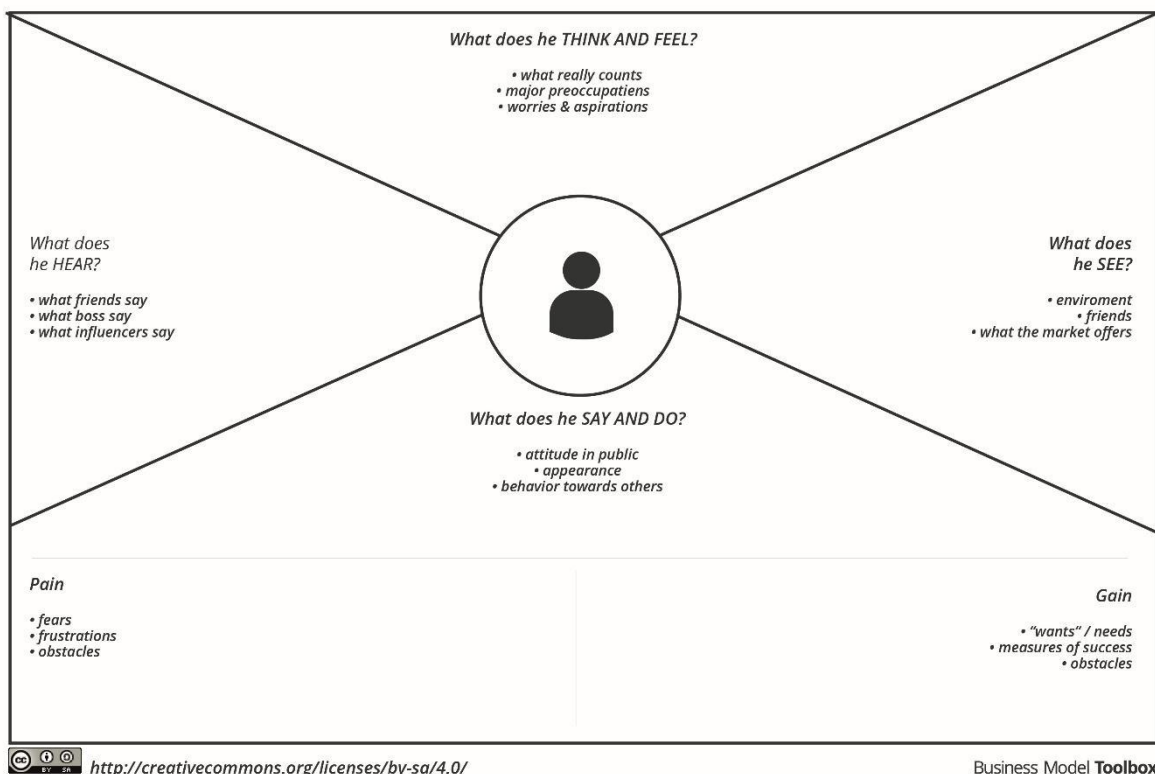 What does he THINK AND FEEL?
• what really counts
• major preoccupatiens
• worries & aspirations
What does
he HEAR?
• what friends say
• what boss say
• what influencers say
What does
he SEE?
• enviroment
• friends
• what the market offers
What does he SAY AND DO?
• attitude in public
• appearance
• behavior towards others
Pain
• fears
• frustrations
• obstacles
Gain
• “wants“ / needs
• measures of success
• obstacles
cc BY SA
http://creativecommons.org/licenses/by-sa/4.0/
Business Model Toolbox